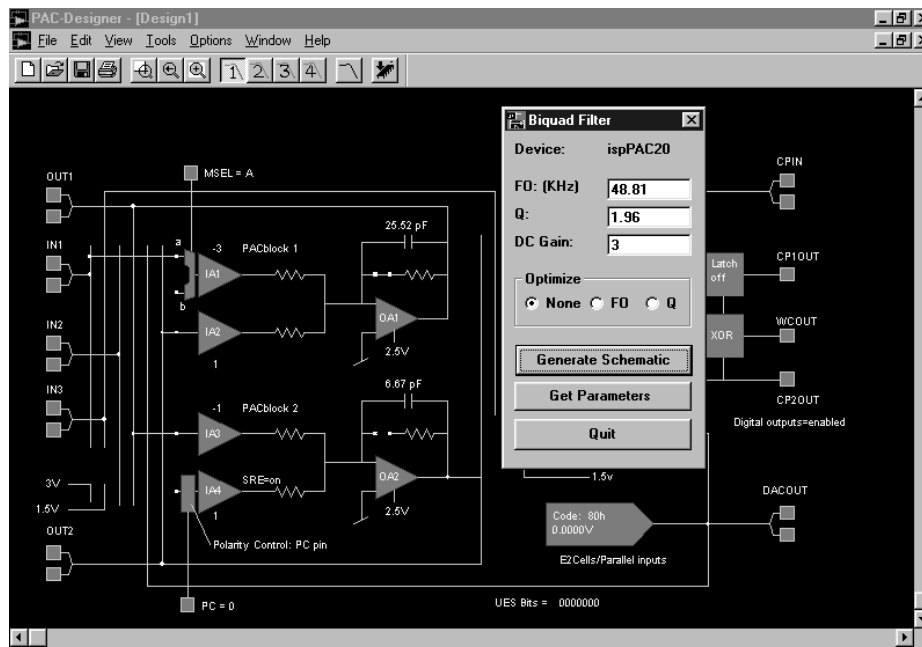 PAC-Designer - [Design1]
File Edit View Tools Options Window Help
1 2 3 4
OUT1
MSEL = A
IN1
a
-3
PACblock 1
25.52 pF
IA1
b
IN2
IA2
OA1
1
2.5V
IN3
-1
PACblock 2
6.67 pF
IA3
3V
SRE=on
IA4
OA2
1.5V
1
2.5V
OUT2
Polarity Control: PC pin
PC = 0
Biquad Filter
Device: ispPAC20
FO: (KHz) 48.81
Q: 1.96
DC Gain: 3
Optimize
None FO Q
Generate Schematic
Get Parameters
Quit
CPIN
Latch off
CP1OUT
XOR
WCOUT
CP2OUT
Digital outputs=enabled
1.5v
Code: 80h
0.0000V
DACOUT
E2Cells/Parallel inputs
UES Bits = 0000000